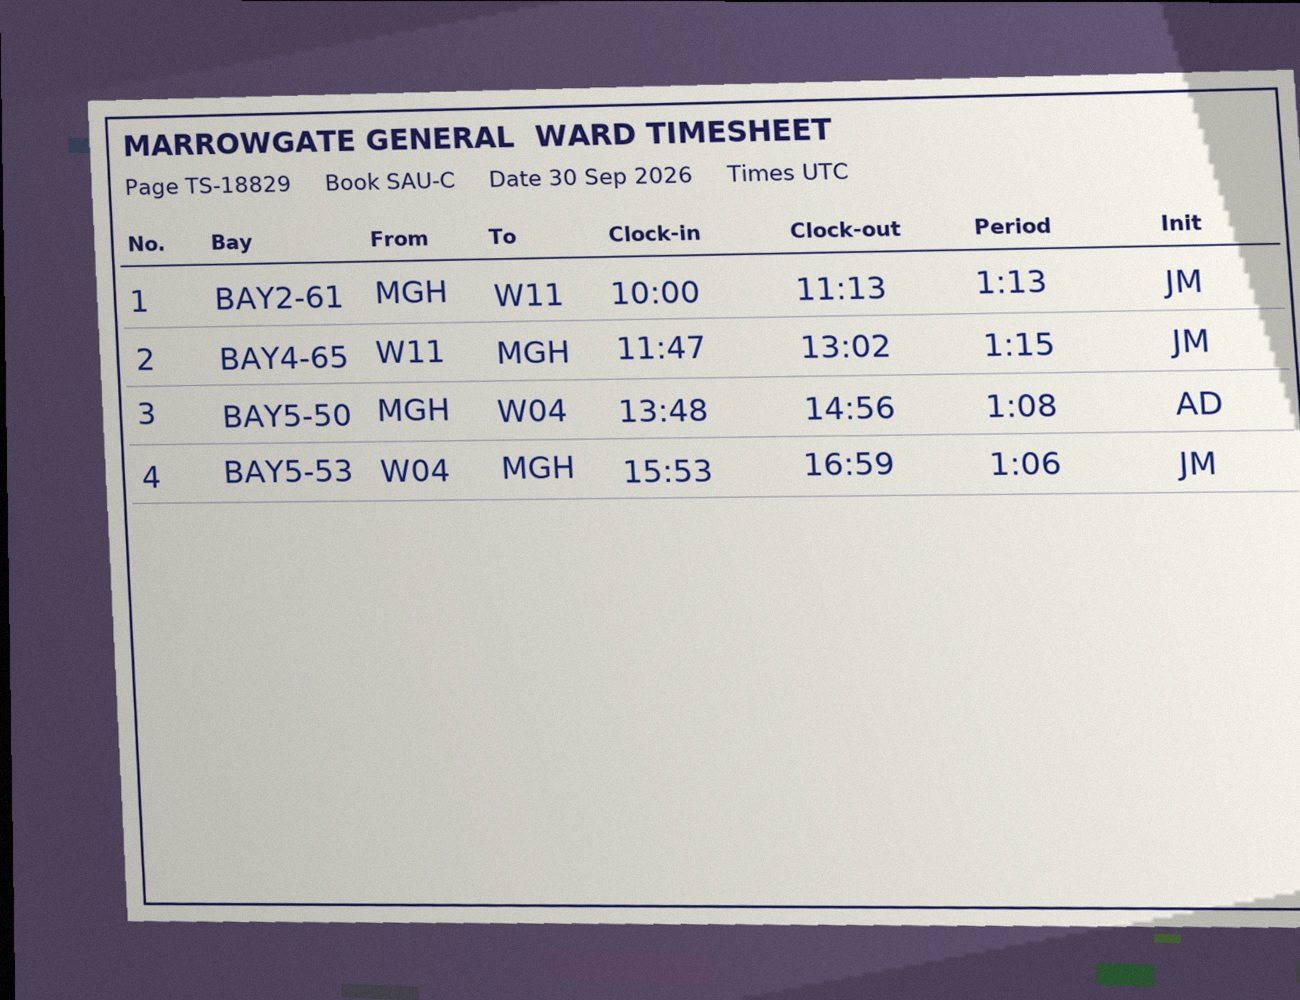 MARROWGATE GENERAL WARD TIMESHEET
Page TS-18829 Book SAU-C Date 30 Sep 2026 Times UTC
No. Bay From To Clock-in Clock-out Period Init
1 BAY2-61 MGH W11 10:00 11:13 1:13 JM
2 BAY4-65 W11 MGH 11:47 13:02 1:15 JM
3 BAY5-50 MGH W04 13:48 14:56 1:08 AD
4 BAY5-53 W04 MGH 15:53 16:59 1:06 JM